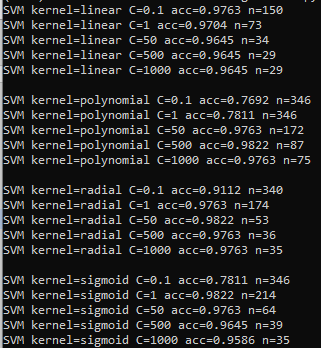 SVM kernel=linear C=0.1 acc=0.9763 n=150
SVM kernel=linear C=1 acc=0.9704 n=73
SVM kernel=linear C=50 acc=0.9645 n=34
SVM kernel=linear C=500 acc=0.9645 n=29
SVM kernel=linear C=1000 acc=0.9645 n=29
SVM kernel=polynomial C=0.1 acc=0.7692 n=346
SVM kernel=polynomial C=1 acc=0.7811 n=346
SVM kernel=polynomial C=50 acc=0.9763 n=172
SVM kernel=polynomial C=500 acc=0.9822 n=87
SVM kernel=polynomial C=1000 acc=0.9763 n=75
SVM kernel=radial C=0.1 acc=0.9112 n=340
SVM kernel=radial C=1 acc=0.9763 n=174
SVM kernel=radial C=50 acc=0.9822 n=53
SVM kernel=radial C=500 acc=0.9763 n=36
SVM kernel=radial C=1000 acc=0.9763 n=35
SVM kernel=sigmoid C=0.1 acc=0.7811 n=346
SVM kernel=sigmoid C=1 acc=0.9822 n=214
SVM kernel=sigmoid C=50 acc=0.9763 n=64
SVM kernel=sigmoid C=500 acc=0.9645 n=39
SVM kernel=sigmoid C=1000 acc=0.9586 n=35